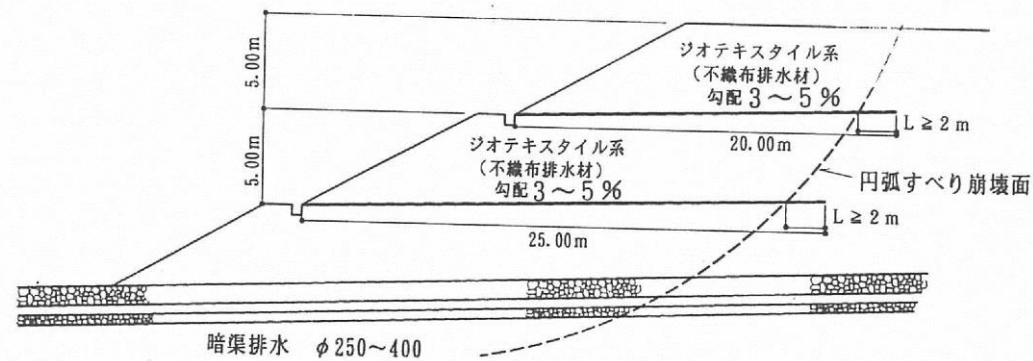 5.00m
ジオテキスタイル系
(不織布排水材)
勾配 3～5%
L≧2m
20.00m
5.00m
ジオテキスタイル系
(不織布排水材)
勾配 3～5%
円弧すべり崩壊面
L≧2m
25.00m
暗渠排水 φ250～400